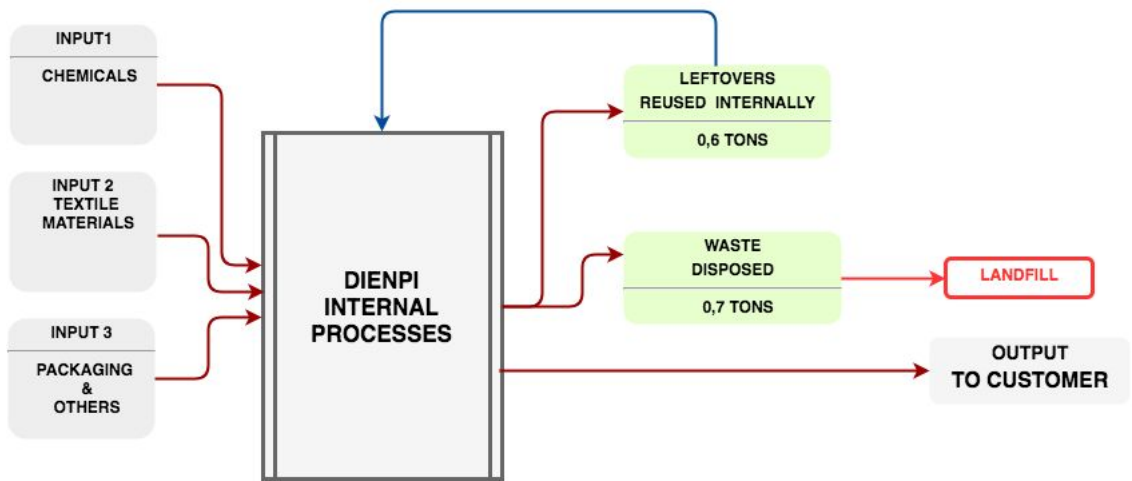 INPUT1
CHEMICALS
INPUT 2
TEXTILE
MATERIALS
INPUT 3
PACKAGING
&
OTHERS
DIENPI
INTERNAL
PROCESSES
LEFTOVERS
REUSED INTERNALLY
0,6 TONS
WASTE
DISPOSED
0,7 TONS
LANDFILL
OUTPUT
TO CUSTOMER